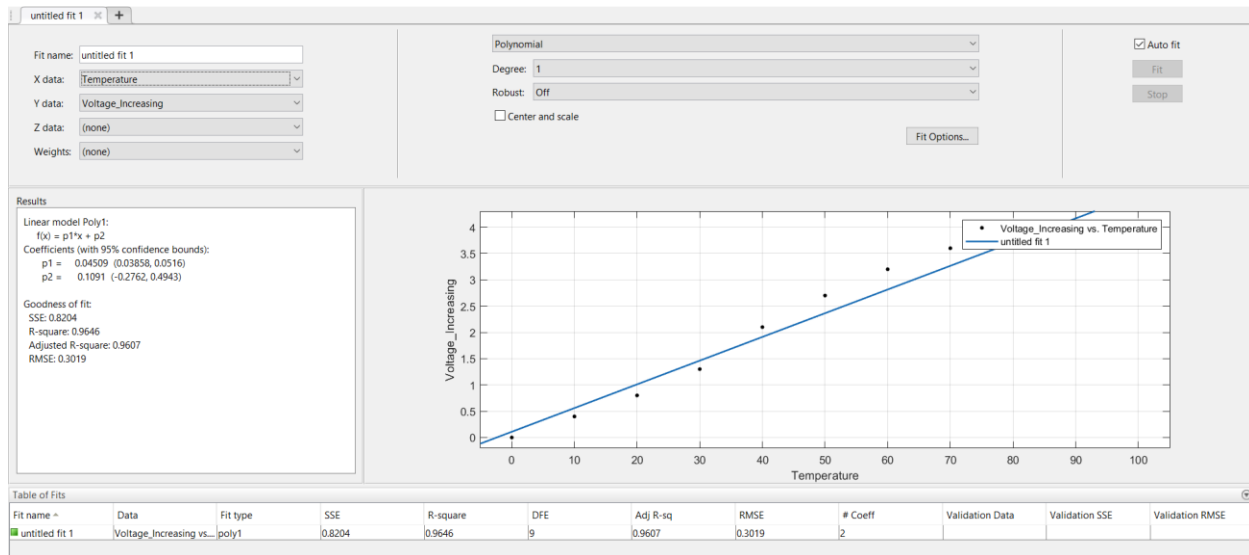 untitled fit 1
Fit name: untitled fit 1
X data: Temperature
Y data: Voltage_Increasing
Z data: (none)
Weights: (none)
Polynomial
Degree: 1
Robust: Off
Center and scale
Fit Options...
Auto fit
Fit
Stop
Results
Linear model Poly1:
f(x) = p1*x + p2
Coefficients (with 95% confidence bounds):
p1 = 0.04509 (0.03858, 0.0516)
p2 = 0.1091 (-0.2762, 0.4943)
Goodness of fit:
SSE: 0.8204
R-square: 0.9646
Adjusted R-square: 0.9607
RMSE: 0.3019
Voltage_Increasing vs. Temperature
untitled fit 1
4
3.5
3
2.5
2
1.5
1
0.5
0
Voltage_Increasing
0 10 20 30 40 50 60 70 80 90 100
Temperature
Table of Fits
Fit name Data Fit type SSE R-square DFE Adj R-sq RMSE # Coeff Validation Data Validation SSE Validation RMSE
untitled fit 1 Voltage_Increasing vs... poly1 0.8204 0.9646 9 0.9607 0.3019 2